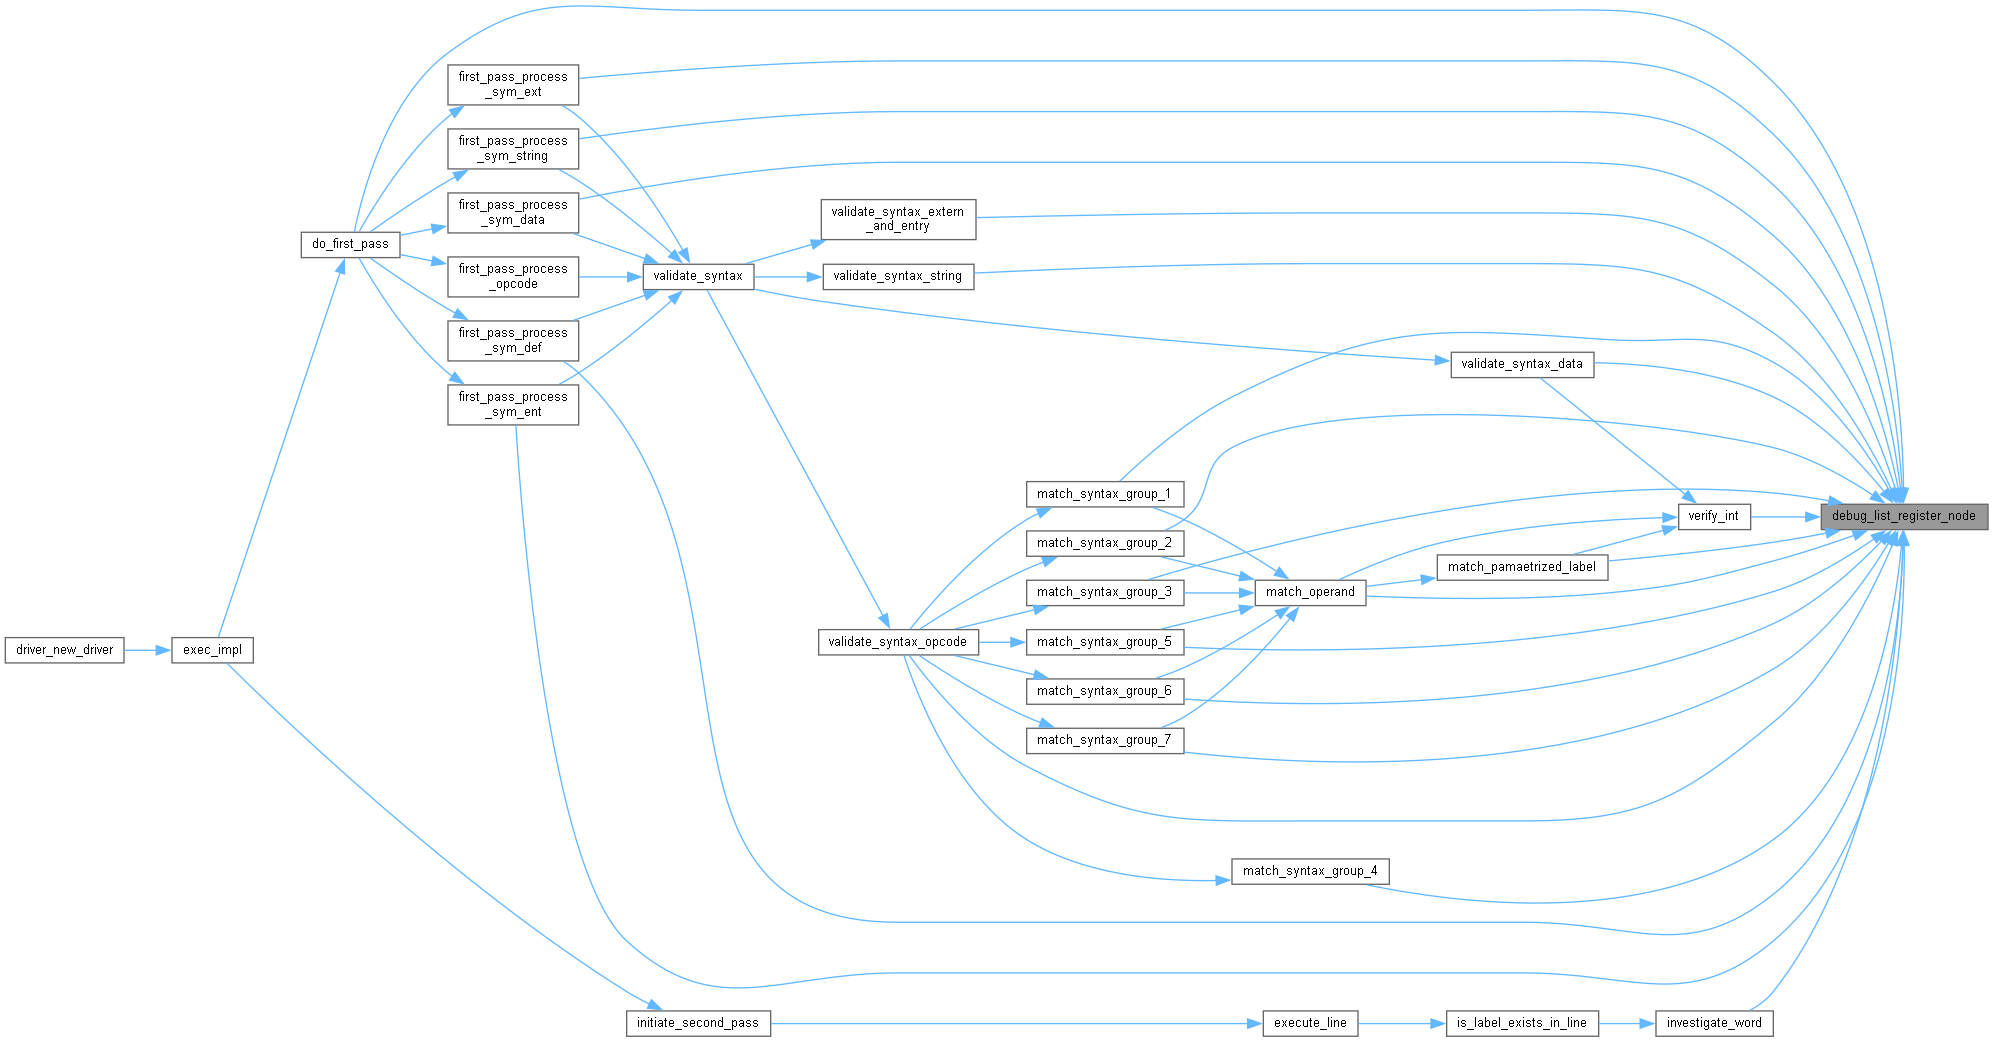 first_pass_process
_sym_ext
first_pass_process
_sym_string
first_pass_process
_sym_data
validate_syntax_extern
_and_entry
do_first_pass
first_pass_process
_opcode
validate_syntax
validate_syntax_string
first_pass_process
_sym_def
validate_syntax_data
first_pass_process
_sym_ent
match_syntax_group_1
verify_int
debug_list_register_node
match_syntax_group_2
match_pamaetrized_label
match_syntax_group_3
match_operand
driver_new_driver
exec_impl
validate_syntax_opcode
match_syntax_group_5
match_syntax_group_6
match_syntax_group_7
match_syntax_group_4
initiate_second_pass
execute_line
is_label_exists_in_line
investigate_word